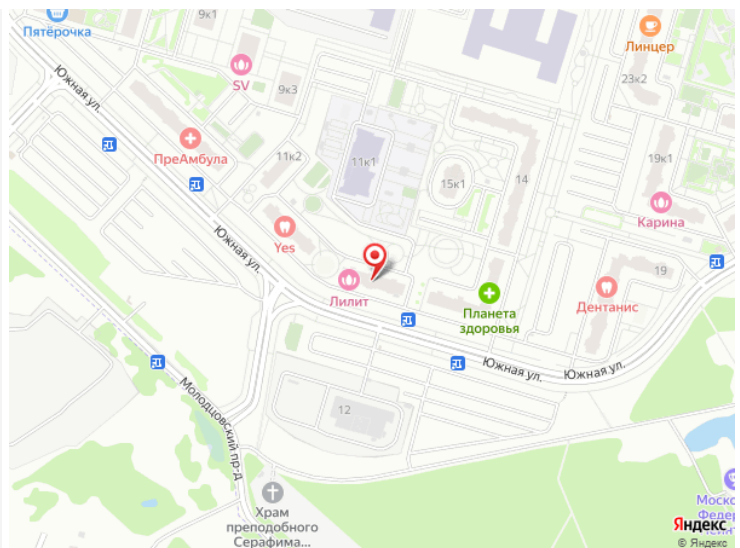 Пятёрочка
9к1
Линцер
SV
9к3
23к2
Южная ул.
ПреАмбула
11к2
11к1
14
15к1
19к1
Карина
Yes
Южная ул.
Лилит
Планета
здоровья
19
Дентанис
Южная ул.
Южная ул.
12
Молодцовский пр-д
Храм
преподобного
Серафима...
Моско
Федер
Яндекс
© Яндекс